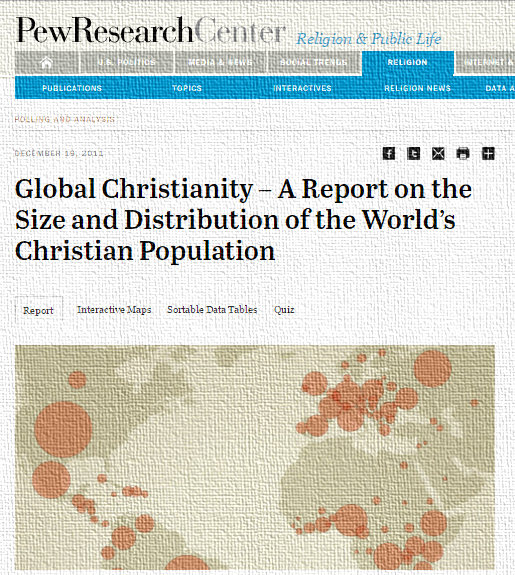 PewResearchCenter Religion & Public Life
U.S. POLITICS MEDIA & NEWS SOCIAL TRENDS RELIGION INTERNET &
PUBLICATIONS TOPICS INTERACTIVES RELIGION NEWS DATA A
POLLING AND ANALYSIS
DECEMBER 19, 2011
Global Christianity – A Report on the
Size and Distribution of the World's
Christian Population
Report Interactive Maps Sortable Data Tables Quiz